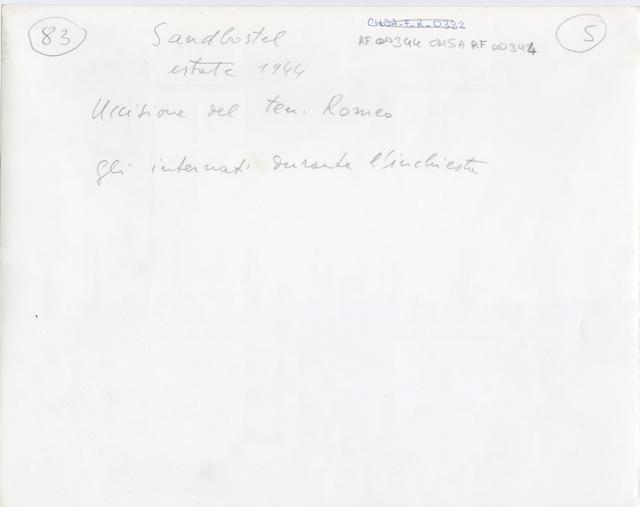 83
Sandbostel
estate 1944
CHSA-F-R-0332
RF 00394 CHSA RF 00394
S
Uccisione del ten. Romeo
gli internati durante l'inchiesta